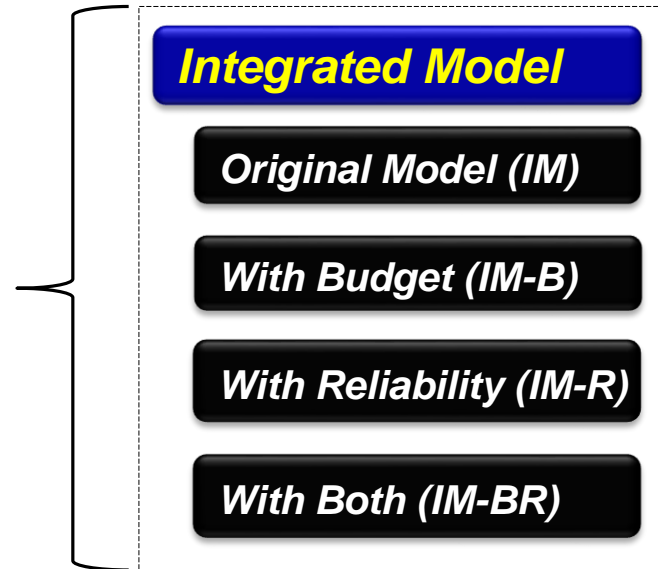 Integrated Model
Original Model (IM)
With Budget (IM-B)
With Reliability (IM-R)
With Both (IM-BR)